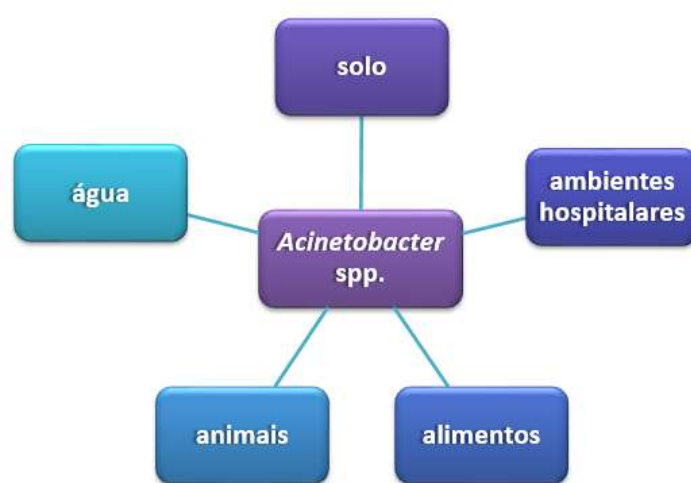 solo
água
ambientes
hospitalares
Acinetobacter
spp.
animais
alimentos